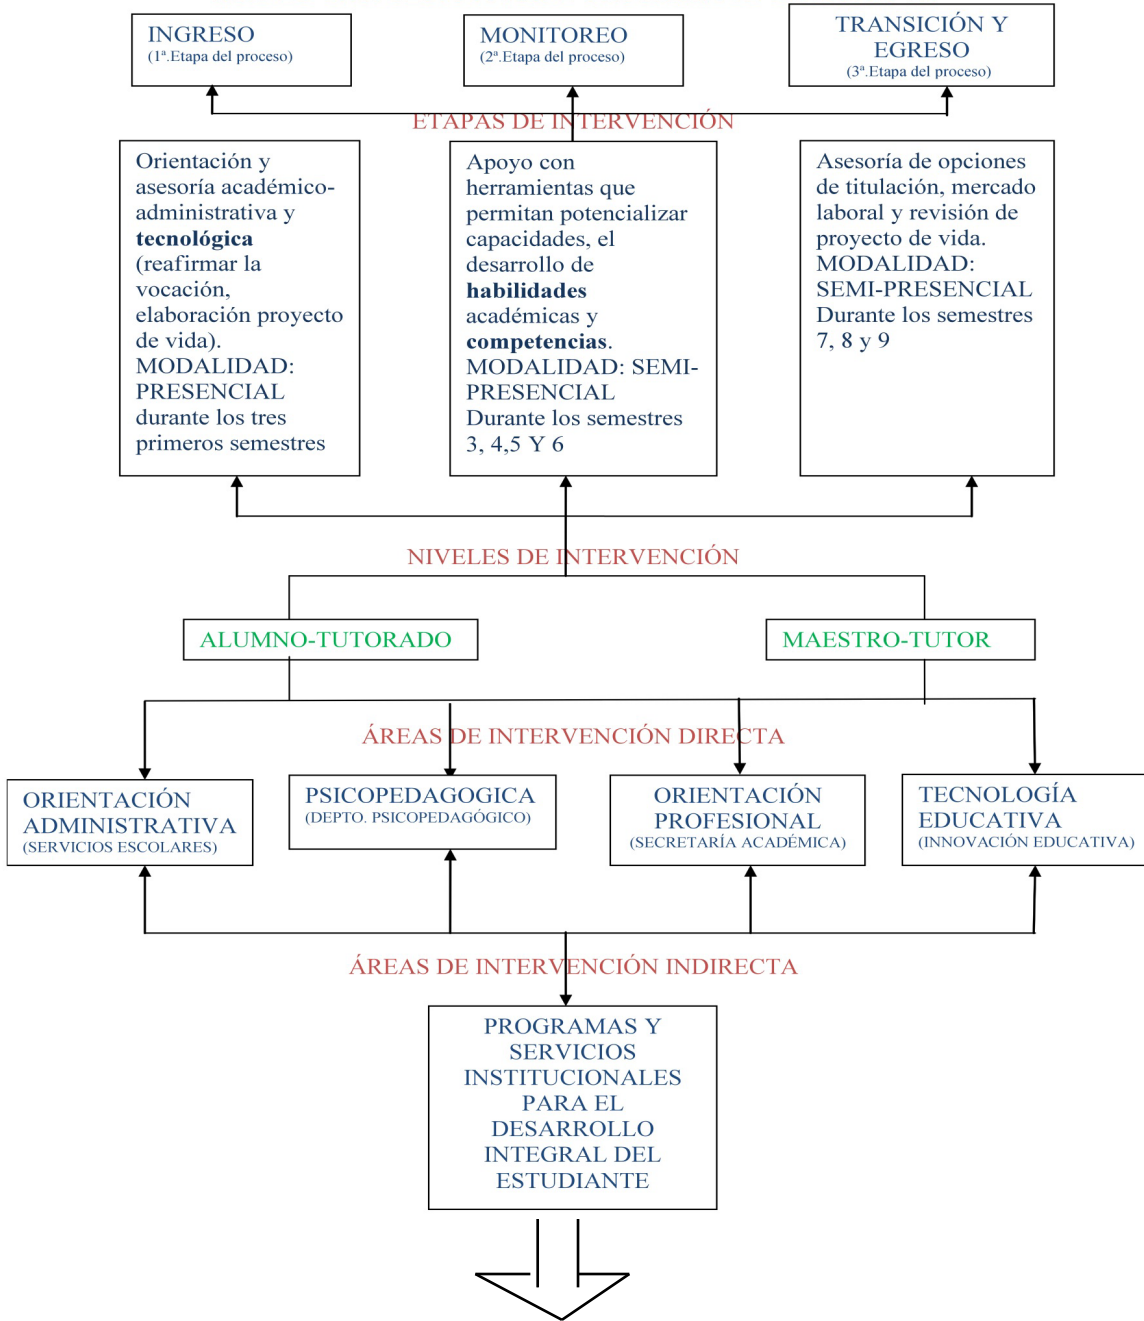 INGRESO
(1ª.Etapa del proceso)
MONITOREO
(2ª.Etapa del proceso)
TRANSICIÓN Y
EGRESO
(3ª.Etapa del proceso)
ETAPAS DE INTERVENCIÓN
Orientación y
asesoría académico-
administrativa y
tecnológica
(reafirmar la
vocación,
elaboración proyecto
de vida).
MODALIDAD:
PRESENCIAL
durante los tres
primeros semestres
Apoyo con
herramientas que
permitan potencializar
capacidades, el
desarrollo de
habilidades
académicas y
competencias.
MODALIDAD: SEMI-
PRESENCIAL
Durante los semestres
3, 4,5 Y 6
Asesoría de opciones
de titulación, mercado
laboral y revisión de
proyecto de vida.
MODALIDAD:
SEMI-PRESENCIAL
Durante los semestres
7, 8 y 9
NIVELES DE INTERVENCIÓN
ALUMNO-TUTORADO
MAESTRO-TUTOR
ÁREAS DE INTERVENCIÓN DIRECTA
ORIENTACIÓN
ADMINISTRATIVA
(SERVICIOS ESCOLARES)
PSICOPEDAGOGICA
(DEPTO. PSICOPEDAGÓGICO)
ORIENTACIÓN
PROFESIONAL
(SECRETARÍA ACADÉMICA)
TECNOLOGÍA
EDUCATIVA
(INNOVACIÓN EDUCATIVA)
ÁREAS DE INTERVENCIÓN INDIRECTA
PROGRAMAS Y
SERVICIOS
INSTITUCIONALES
PARA EL
DESARROLLO
INTEGRAL DEL
ESTUDIANTE